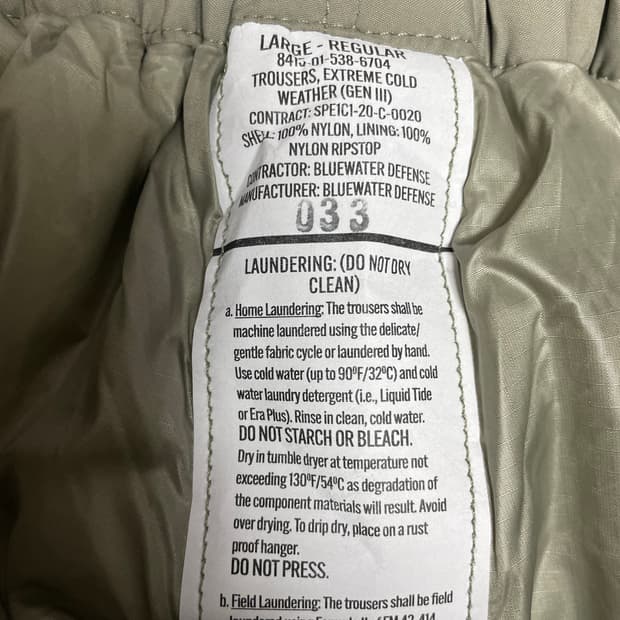 LARGE - REGULAR
8415-01-538-6704
TROUSERS, EXTREME COLD
WEATHER (GEN III)
CONTRACT: SPE1C1-20-C-0020
SHELL: 100% NYLON, LINING: 100%
NYLON RIPSTOP
CONTRACTOR: BLUEWATER DEFENSE
MANUFACTURER: BLUEWATER DEFENSE
033
LAUNDERING: (DO NOT DRY
CLEAN)
a. Home Laundering: The trousers shall be
machine laundered using the delicate/
gentle fabric cycle or laundered by hand.
Use cold water (up to 90ºF/32ºC) and cold
water laundry detergent (i.e., Liquid Tide
or Era Plus). Rinse in clean, cold water.
DO NOT STARCH OR BLEACH.
Dry in tumble dryer at temperature not
exceeding 130ºF/54ºC as degradation of
the component materials will result. Avoid
over drying. To drip dry, place on a rust
proof hanger.
DO NOT PRESS.
b. Field Laundering: The trousers shall be field